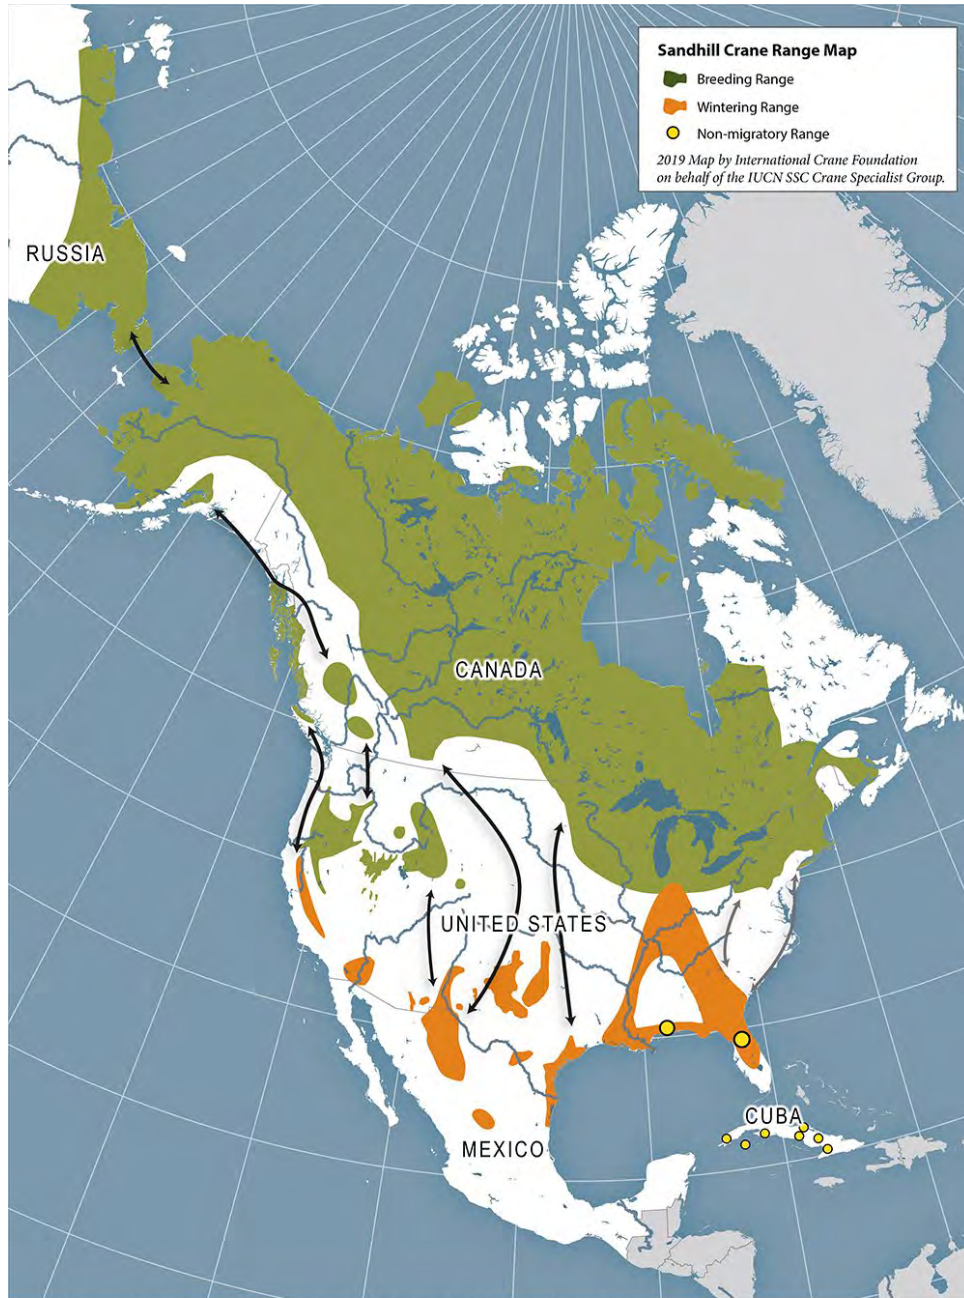 Sandhill Crane Range Map
Breeding Range
Wintering Range
Non-migratory Range
2019 Map by International Crane Foundation
on behalf of the IUCN SSC Crane Specialist Group.
RUSSIA
CANADA
UNITED STATES
CUBA
MEXICO